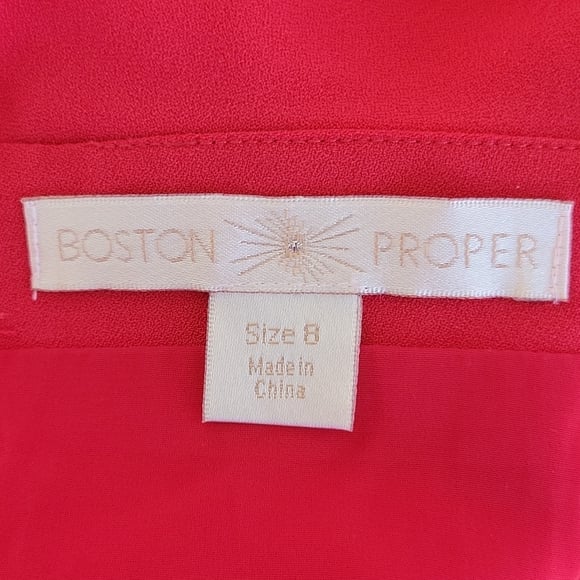 BOSTON PROPER
Size 8
Made in
China